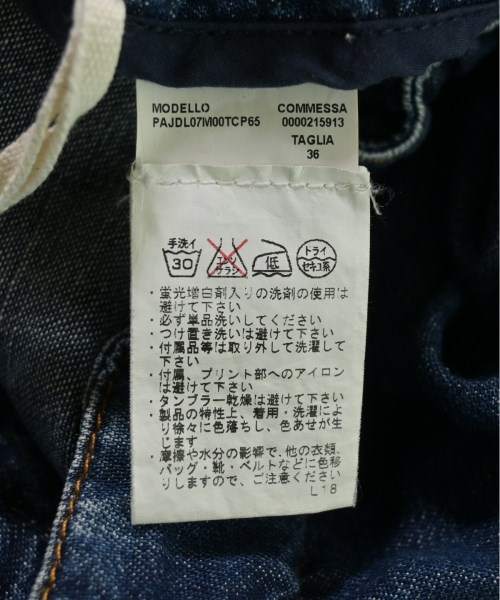 MODELLO COMMESSA
PAJDL07M00TCP65 0000215913
TAGLIA
36
手洗イ
30
エンソ
サラシ
低
ドライ
セキユ系
・蛍光増白剤入りの洗剤の使用は
避けて下さい
・必ず単品洗いしてください
・つけ置き洗いは避けて下さい
・付属品等は取り外して洗濯して
下さい
・付属、プリント部へのアイロン
は避けて下さい
・タンブラー乾燥は避けて下さい
・製品の特性上、着用・洗濯によ
り徐々に色落ちし、色あせが生
じます
・摩擦や水分の影響で、他の衣類、
バッグ・靴・ベルトなどに色移
りしますので、ご注意ください
L18